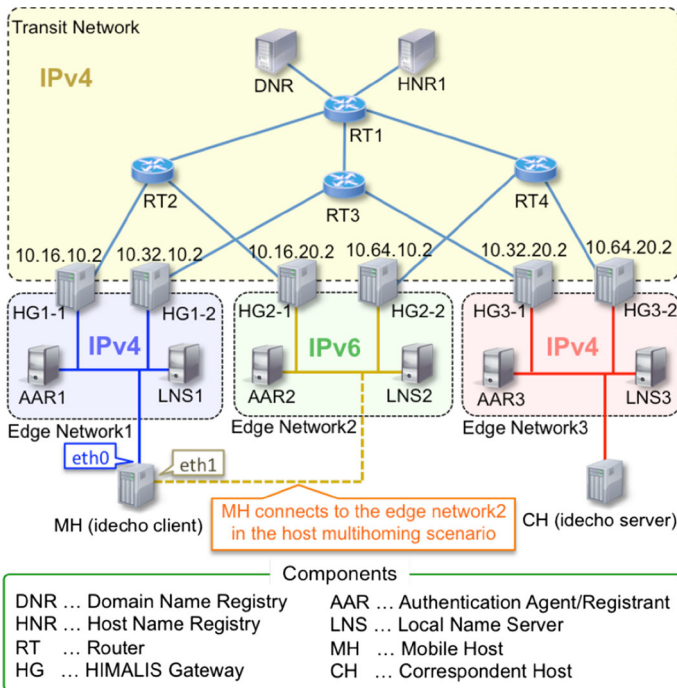 Transit Network
IPv4
DNR
HNR1
RT1
RT2
RT3
RT4
10.16.10.2
10.32.10.2
10.16.20.2
10.64.10.2
10.32.20.2
10.64.20.2
HG1-1
HG1-2
HG2-1
HG2-2
HG3-1
HG3-2
IPv4
IPv6
IPv4
AAR1
LNS1
AAR2
LNS2
AAR3
LNS3
Edge Network1
Edge Network2
Edge Network3
eth0
eth1
MH (idecho client)
MH connects to the edge network2
in the host multihoming scenario
CH (idecho server)
Components
DNR ... Domain Name Registry
HNR ... Host Name Registry
RT ... Router
HG ... HIMALIS Gateway
AAR ... Authentication Agent/Registrant
LNS ... Local Name Server
MH ... Mobile Host
CH ... Correspondent Host